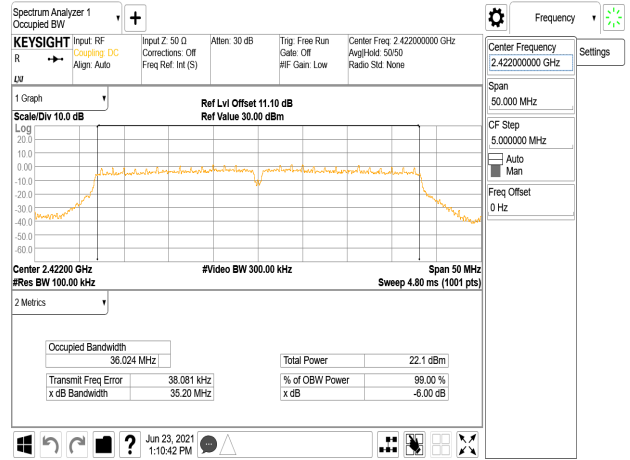 Spectrum Analyzer 1
Occupied BW
Frequency
KEYSIGHT
R
LXI
Input: RF
Coupling: DC
Align: Auto
Input Z: 50 Ω
Corrections: Off
Freq Ref: Int (S)
Atten: 30 dB
Trig: Free Run
Gate: Off
#IF Gain: Low
Center Freq: 2.422000000 GHz
Avg|Hold: 50/50
Radio Std: None
Center Frequency
2.422000000 GHz
Settings
Span
50.000 MHz
CF Step
5.000000 MHz
Auto
Man
Freq Offset
0 Hz
1 Graph
Scale/Div 10.0 dB
Ref Lvl Offset 11.10 dB
Ref Value 30.00 dBm
Log
20.0
10.0
0.00
-10.0
-20.0
-30.0
-40.0
-50.0
-60.0
Center 2.42200 GHz
#Res BW 100.00 kHz
#Video BW 300.00 kHz
Span 50 MHz
Sweep 4.80 ms (1001 pts)
2 Metrics
Occupied Bandwidth
36.024 MHz
Total Power 22.1 dBm
Transmit Freq Error 38.081 kHz
% of OBW Power 99.00 %
x dB Bandwidth 35.20 MHz
x dB -6.00 dB
?
Jun 23, 2021
1:10:42 PM